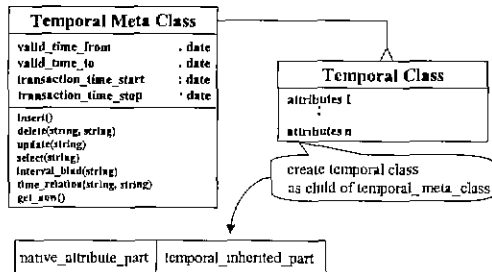 Temporal Meta Class
valid_time_from : date
valid_time_to : date
transaction_time_start : date
transaction_time_stop : date
insert()
delete(string, string)
update(string)
select(string)
interval_bind(string)
time_relation(string, string)
get_now()
Temporal Class
attributes 1
:
attributes n
create temporal class
as child of temporal_meta_class
native_attribute_part temporal_inherited_part